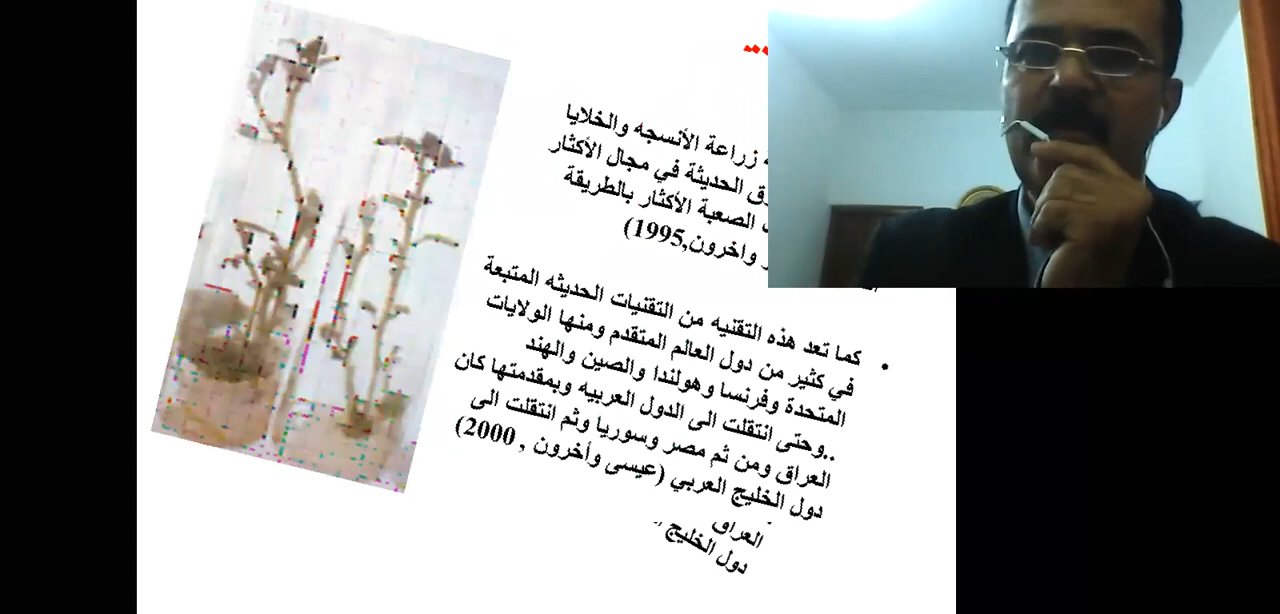 زراعة الأنسجه والخلايا
الحديثة في مجال الأكثار
الصعبة الأكثار بالطريقة
واخرون,1995)
• كما تعد هذه التقنيه من التقنيات الحديثه المتبعة
في كثير من دول العالم المتقدم ومنها الولايات
المتحدة وفرنسا وهولندا والصين والهند
..وحتى انتقلت الى الدول العربيه وبمقدمتها كان
العراق ومن ثم مصر وسوريا وثم انتقلت الى
دول الخليج العربي (عيسى وأخرون , 2000)
العراق
دول الخليج